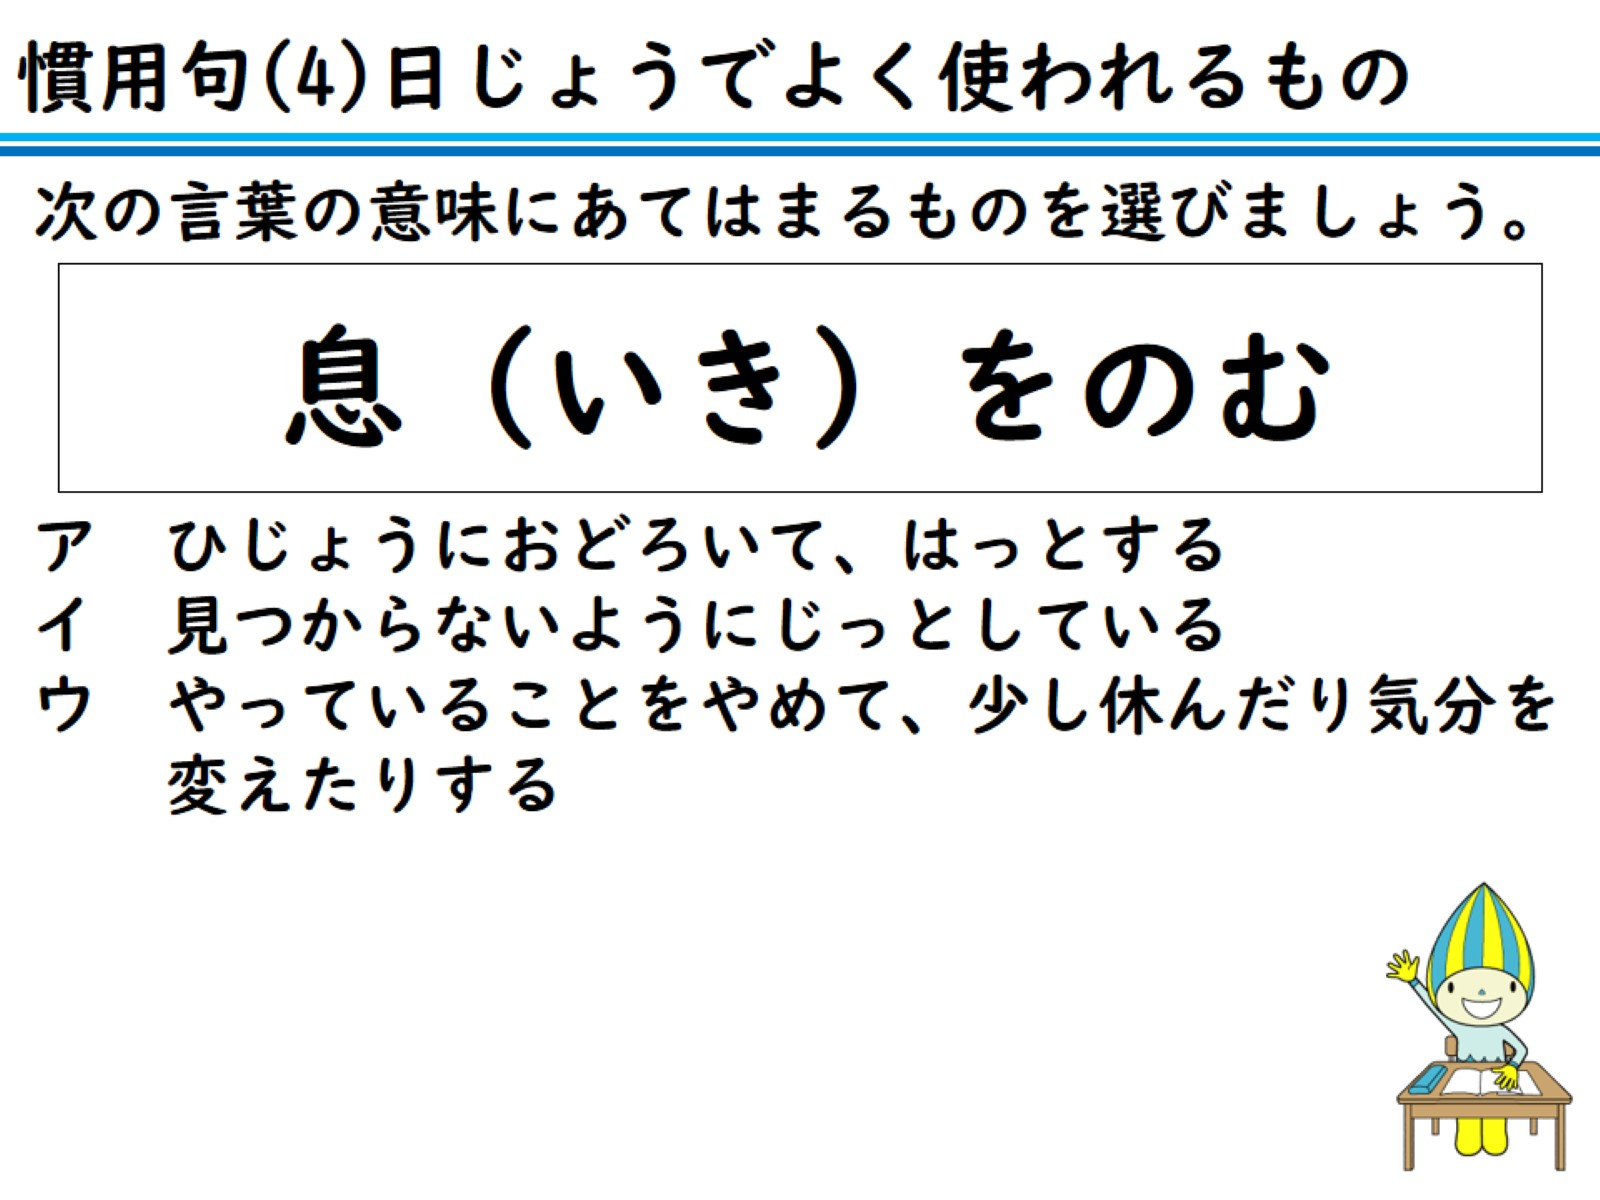 慣用句(4)日じょうでよく使われるもの
次の言葉の意味にあてはまるものを選びましょう。
息（いき）をのむ
ア　ひじょうにおどろいて、はっとする
イ　見つからないようにじっとしている
ウ　やっていることをやめて、少し休んだり気分を
変えたりする